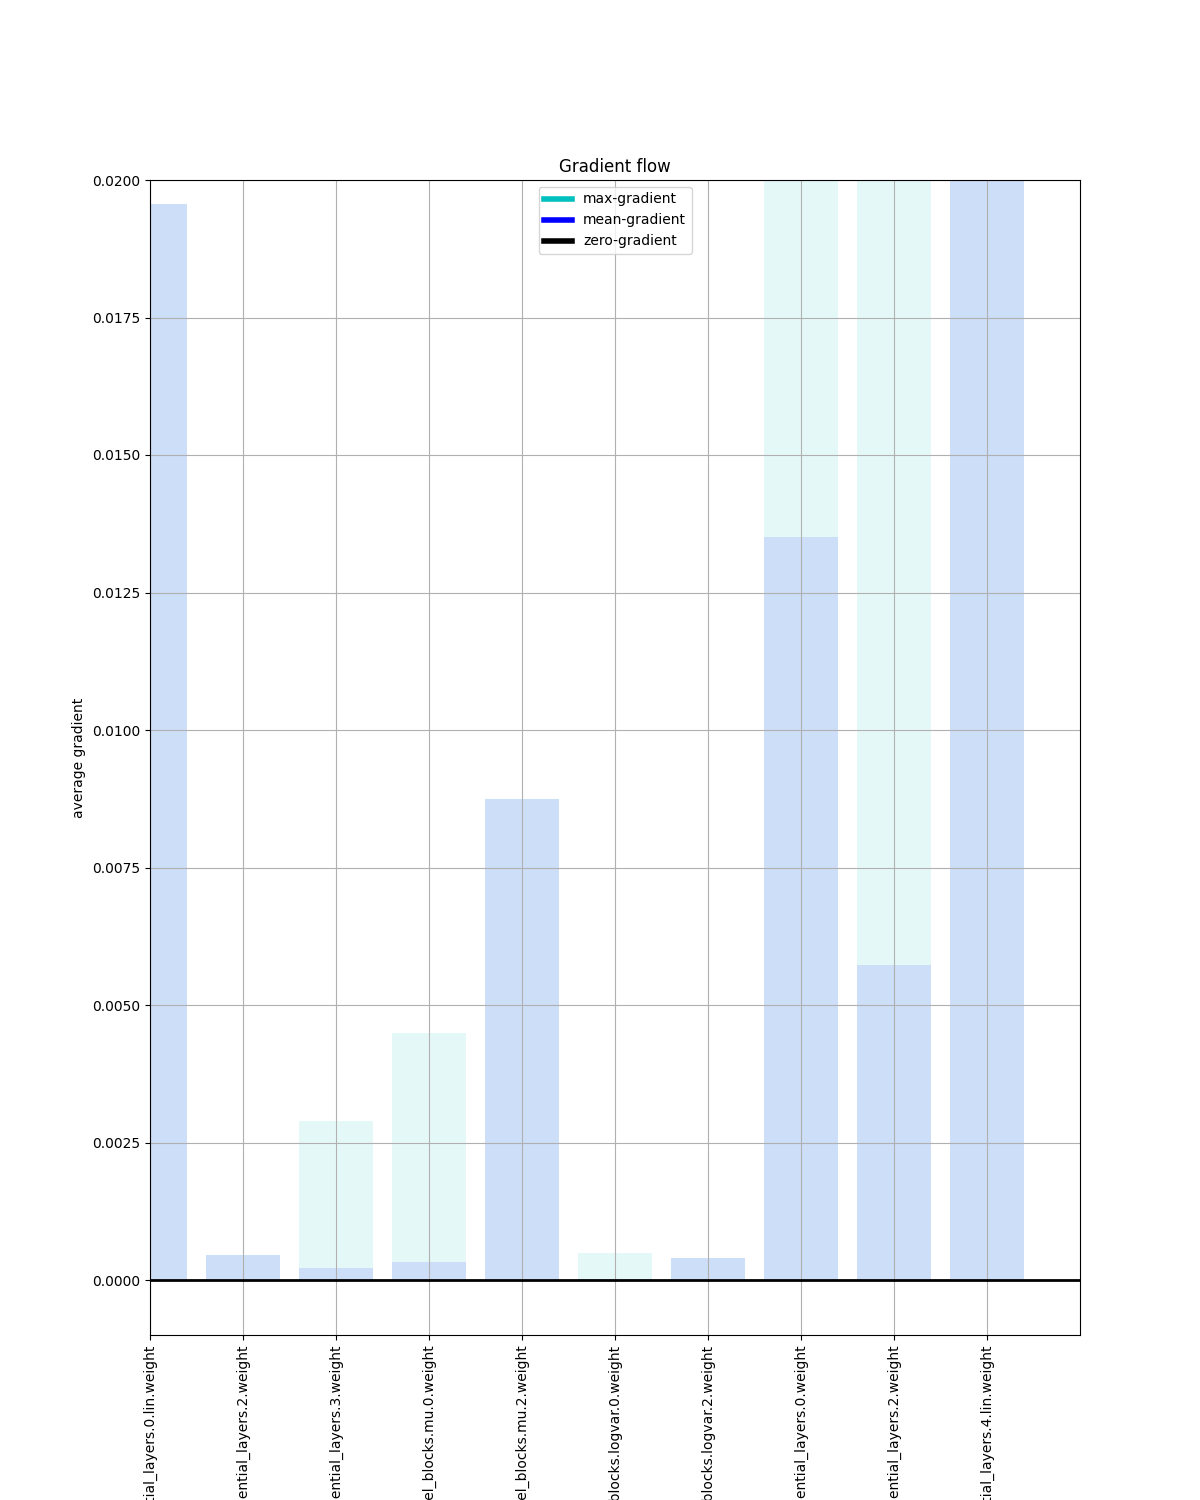 Gradient flow
max-gradient
mean-gradient
zero-gradient
0.0200
0.0175
0.0150
0.0125
0.0100
0.0075
0.0050
0.0025
0.0000
average gradient
tial_layers.0.lin.weight
ential_layers.2.weight
ential_layers.3.weight
el_blocks.mu.0.weight
el_blocks.mu.2.weight
blocks.logvar.0.weight
blocks.logvar.2.weight
ential_layers.0.weight
ential_layers.2.weight
tial_layers.4.lin.weight